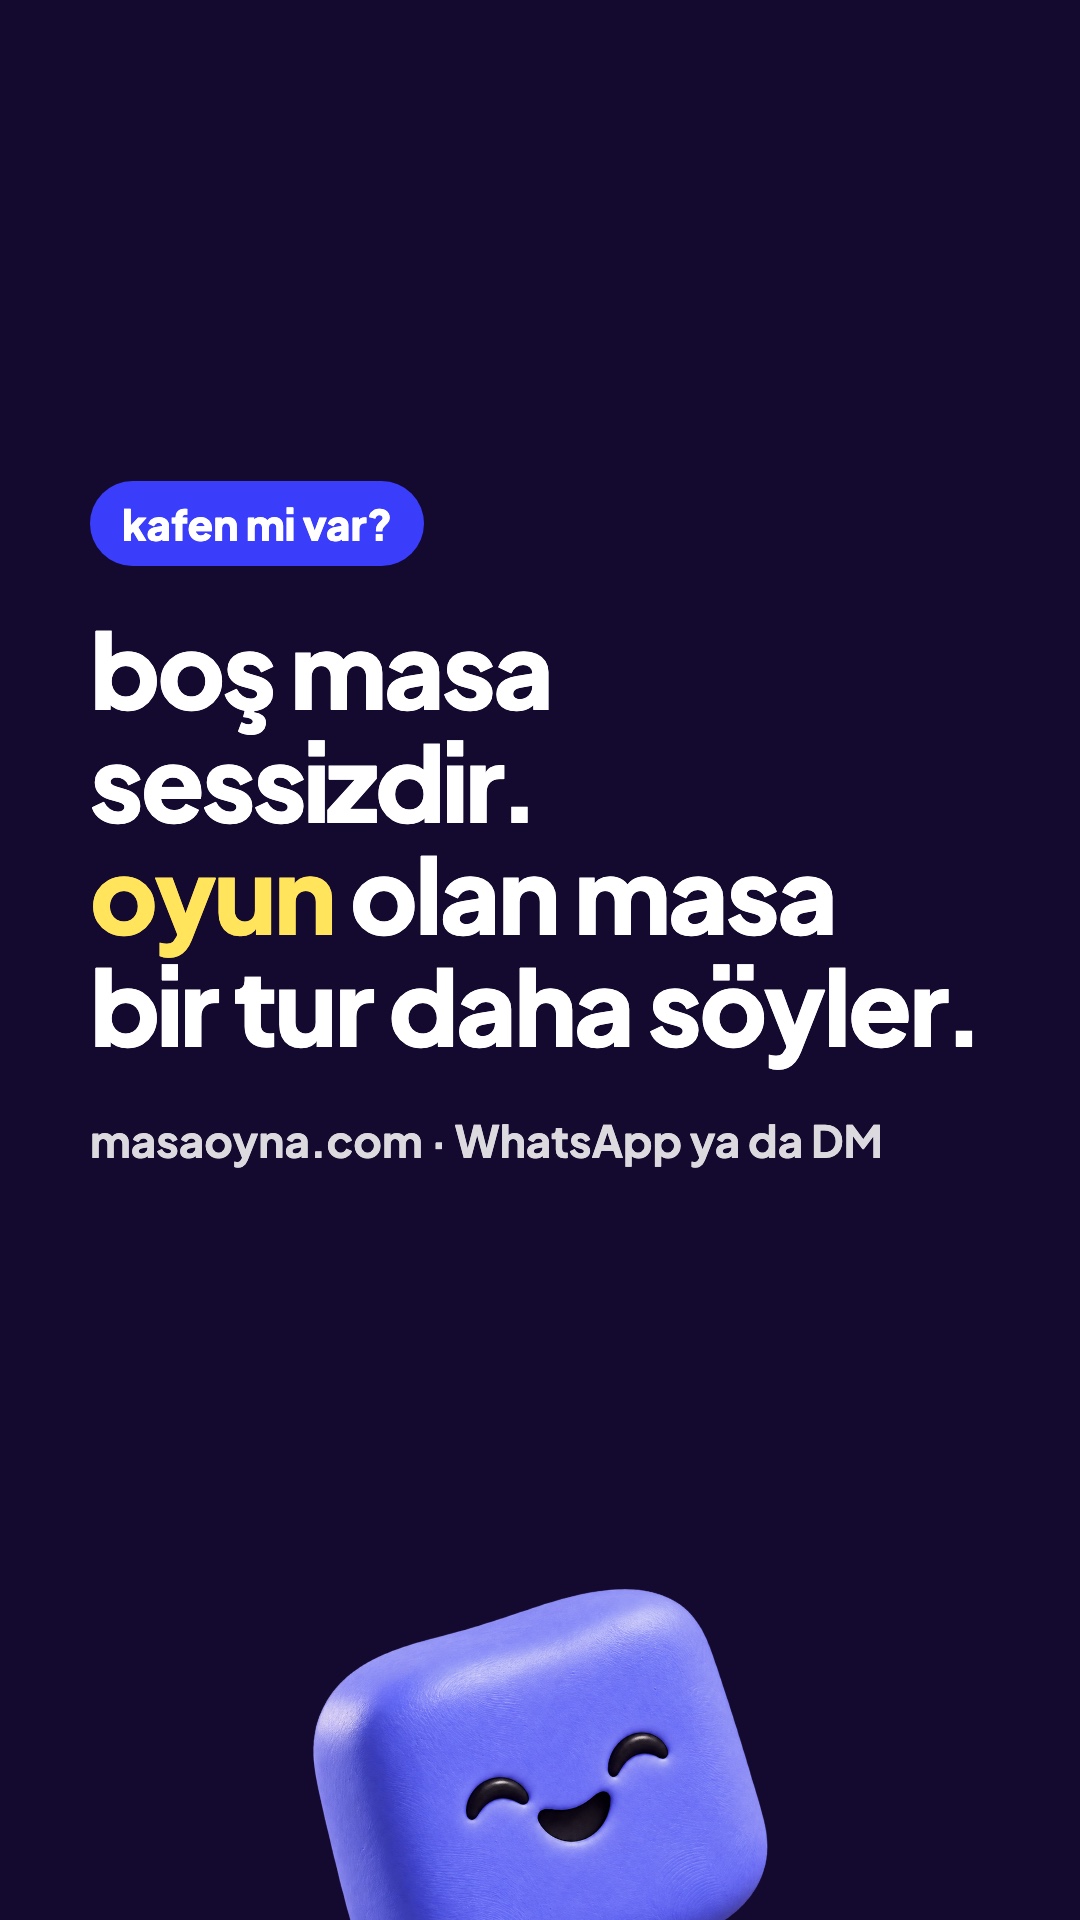 kafen mi var?
boş masa
sessizdir.
oyun olan masa
bir tur daha söyler.
masaoyna.com · WhatsApp ya da DM